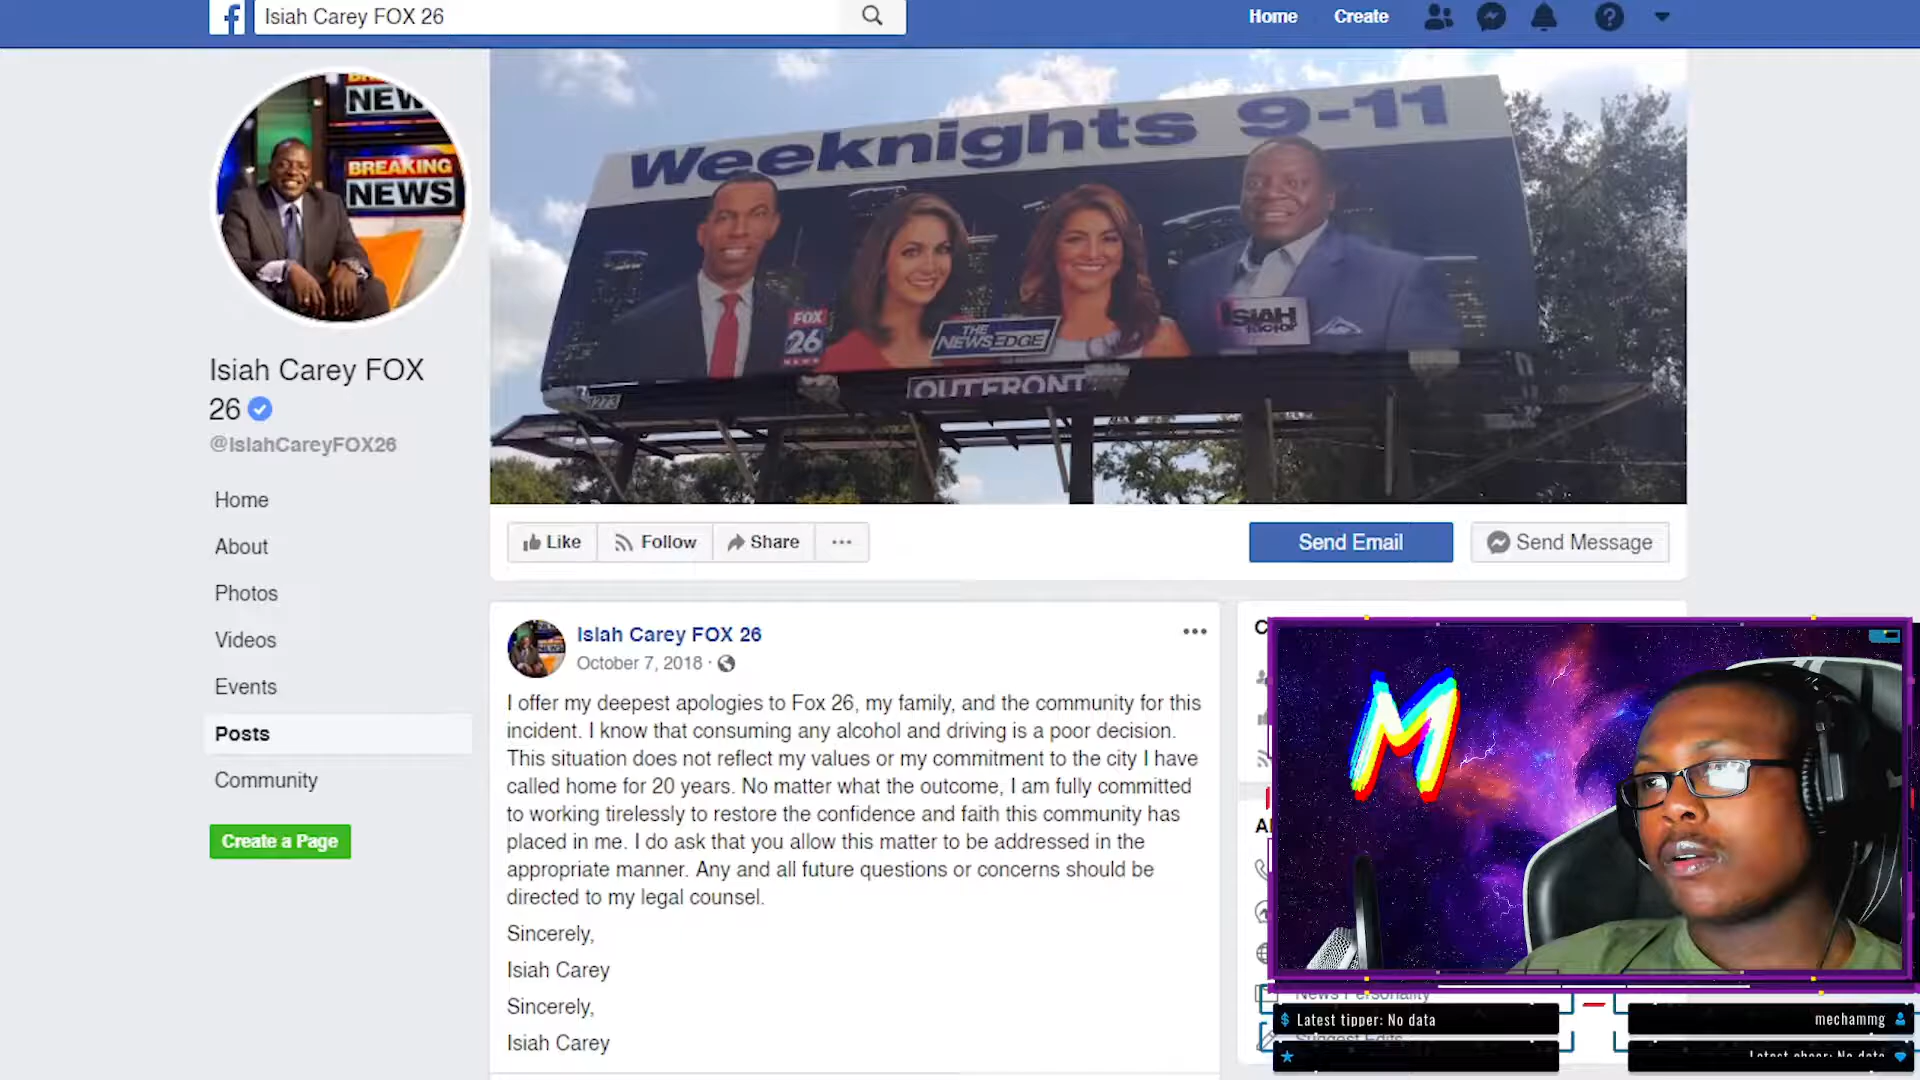 Isiah Carey FOX 26
Home
Create
NEW
BREAKING
NEWS
Weeknights 9-11
FOX
26
NEWS
THE
NEWSEDGE
ISIAH
FACTOR
OUTFRONT
Isiah Carey FOX
26
@IsIahCareyFOX26
Home
About
Photos
Videos
Events
Posts
Community
Create a Page
Like
Follow
Share
Send Email
Send Message
Isiah Carey FOX 26
October 7, 2018
I offer my deepest apologies to Fox 26, my family, and the community for this
incident. I know that consuming any alcohol and driving is a poor decision.
This situation does not reflect my values or my commitment to the city I have
called home for 20 years. No matter what the outcome, I am fully committed
to working tirelessly to restore the confidence and faith this community has
placed in me. I do ask that you allow this matter to be addressed in the
appropriate manner. Any and all future questions or concerns should be
directed to my legal counsel.
Sincerely,
Isiah Carey
Sincerely,
Isiah Carey
M
News Personality
Latest tipper: No data
mechammg
Suggest Edits
Latest cheer: No data